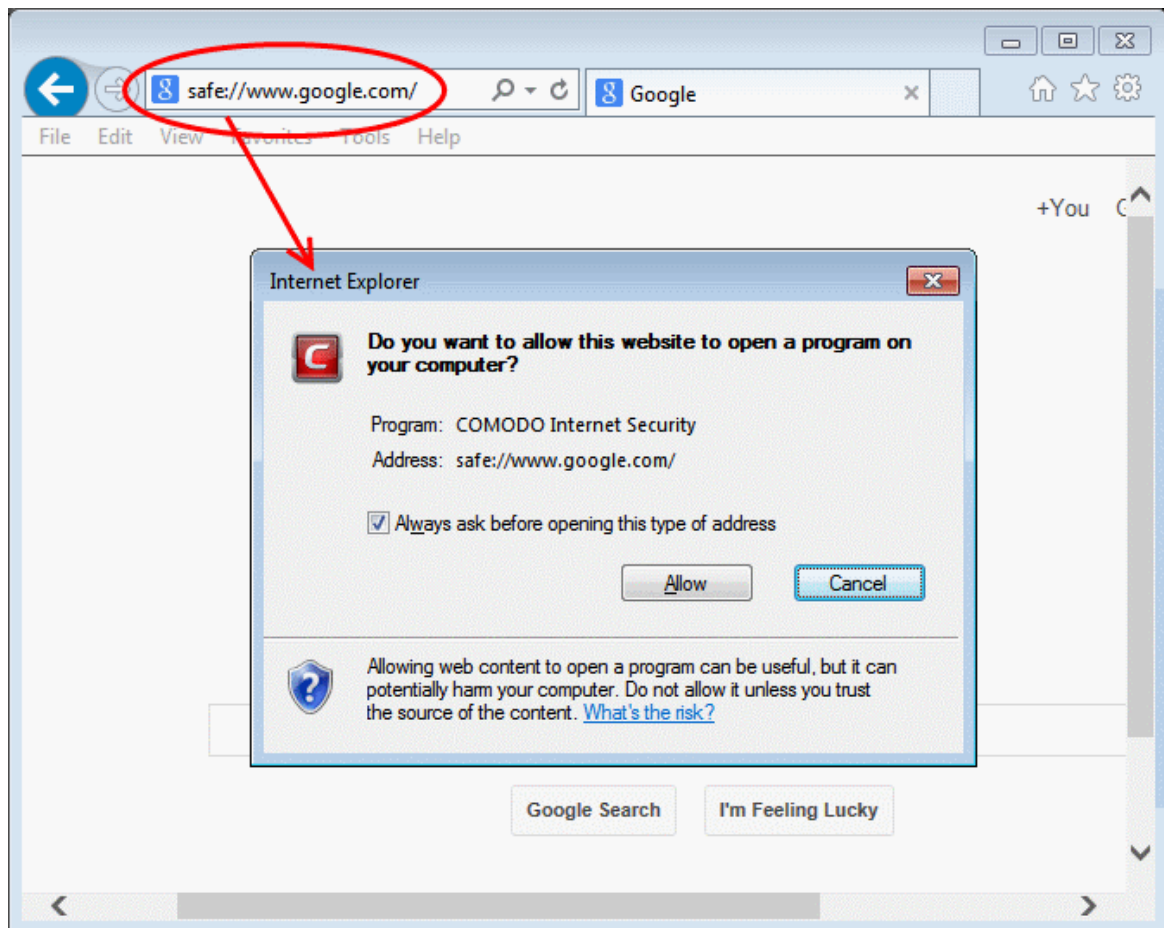 safe://www.google.com/
Google
File Edit View Favorites Tools Help
+You
Internet Explorer
Do you want to allow this website to open a program on
your computer?
Program: COMODO Internet Security
Address: safe://www.google.com/
Always ask before opening this type of address
Allow Cancel
Allowing web content to open a program can be useful, but it can
potentially harm your computer. Do not allow it unless you trust
the source of the content. What's the risk?
Google Search I'm Feeling Lucky